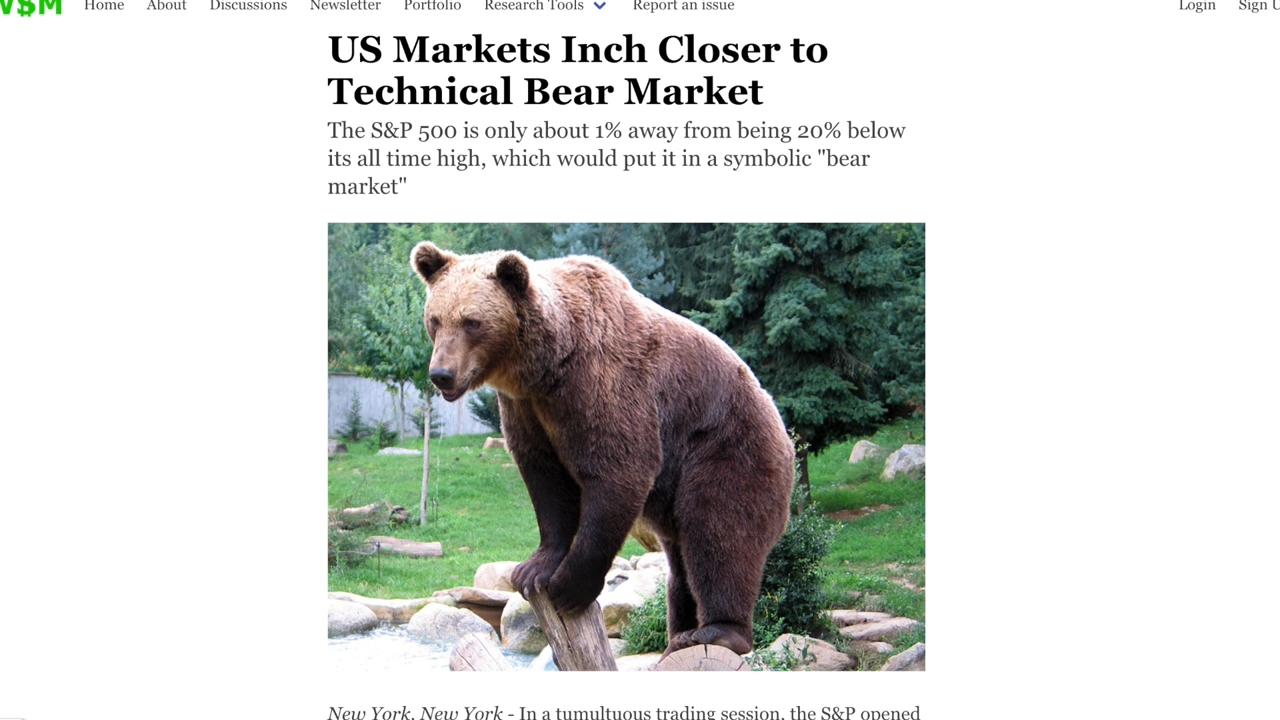 Home About Discussions Newsletter Portfolio Research Tools Report an issue Login Sign
US Markets Inch Closer to
Technical Bear Market
The S&P 500 is only about 1% away from being 20% below
its all time high, which would put it in a symbolic "bear
market"
New York, New York - In a tumultuous trading session, the S&P opened